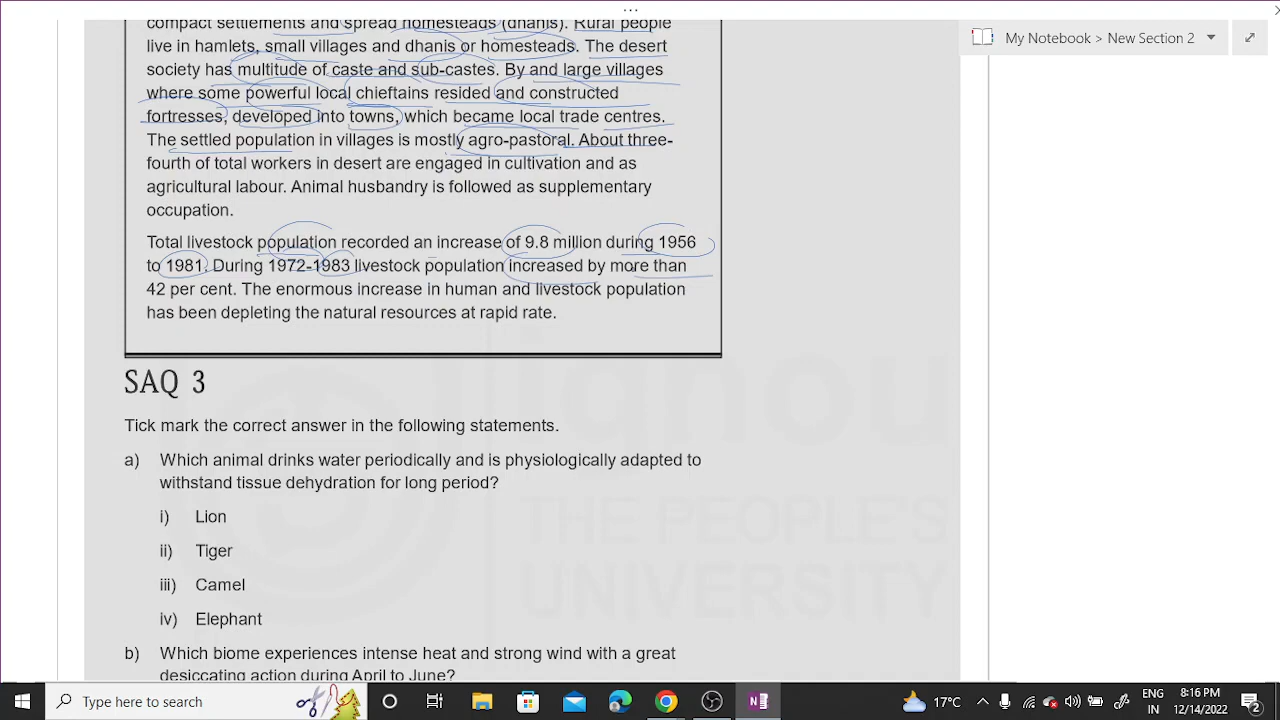 ...
My Notebook > New Section 2
compact settlements and spread homesteads (dhanis). Rural people
live in hamlets, small villages and dhanis or homesteads. The desert
society has multitude of caste and sub-castes. By and large villages
where some powerful local chieftains resided and constructed
fortresses, developed into towns, which became local trade centres.
The settled population in villages is mostly agro-pastoral. About three-
fourth of total workers in desert are engaged in cultivation and as
agricultural labour. Animal husbandry is followed as supplementary
occupation.
Total livestock population recorded an increase of 9.8 million during 1956
to 1981. During 1972-1983 livestock population increased by more than
42 per cent. The enormous increase in human and livestock population
has been depleting the natural resources at rapid rate.
SAQ 3
Tick mark the correct answer in the following statements.
a) Which animal drinks water periodically and is physiologically adapted to
withstand tissue dehydration for long period?
i) Lion
ii) Tiger
iii) Camel
iv) Elephant
b) Which biome experiences intense heat and strong wind with a great
desiccating action during April to June?
ignou
THE PEOPLE'S
UNIVERSITY
Type here to search
17°C
ENG
IN
8:16 PM
12/14/2022
2